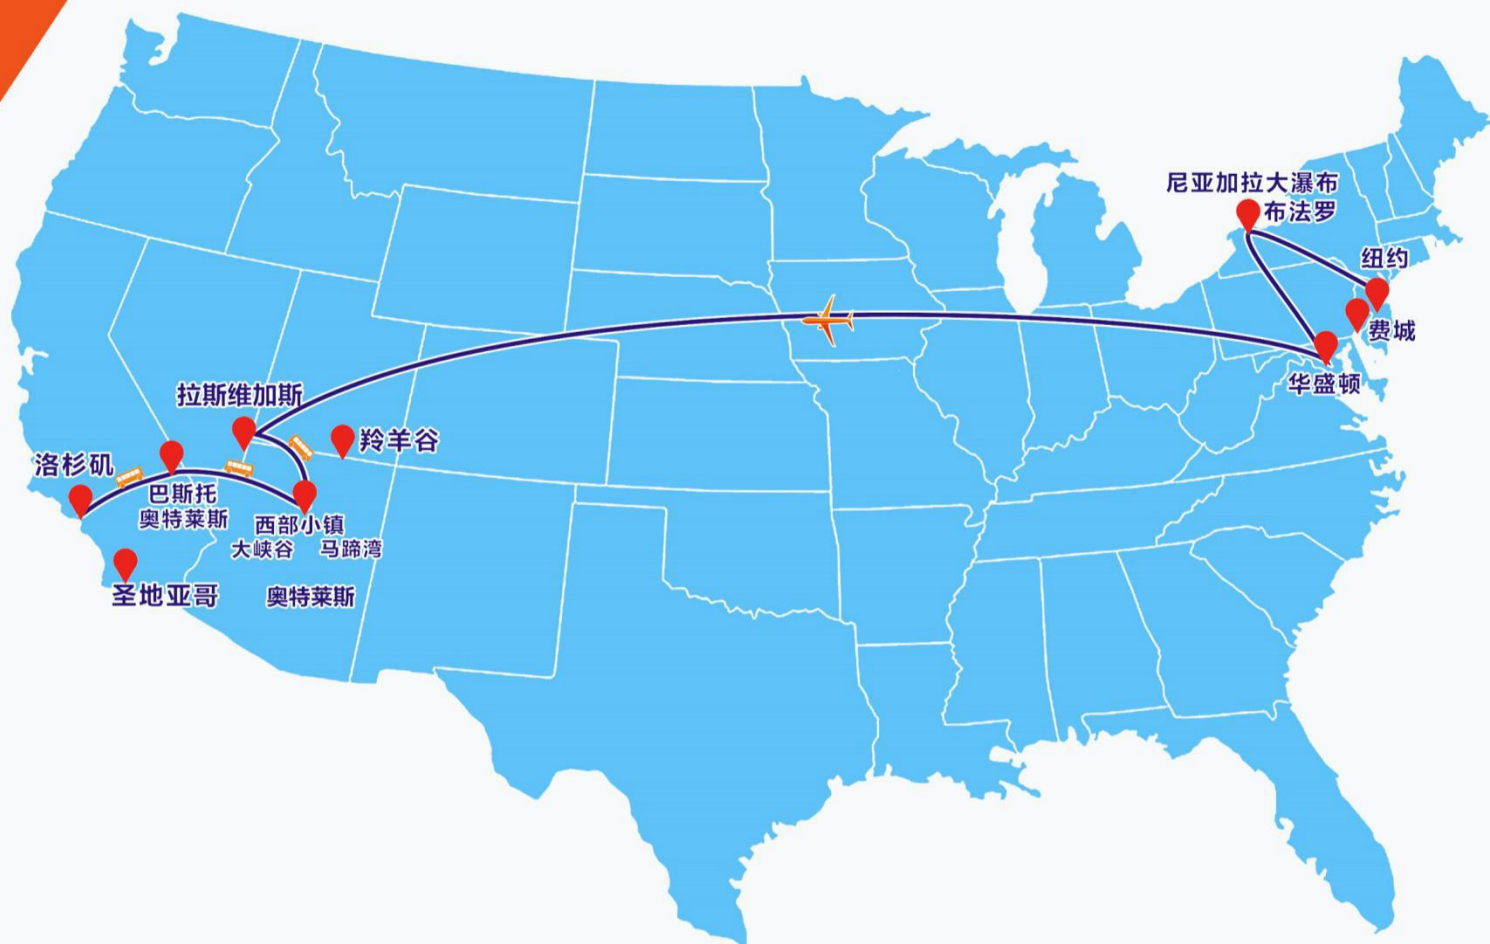 尼亚加拉大瀑布
布法罗
纽约
费城
华盛顿
拉斯维加斯
羚羊谷
洛杉矶
巴斯托
奥特莱斯
西部小镇
大峡谷 马蹄湾
圣地亚哥
奥特莱斯